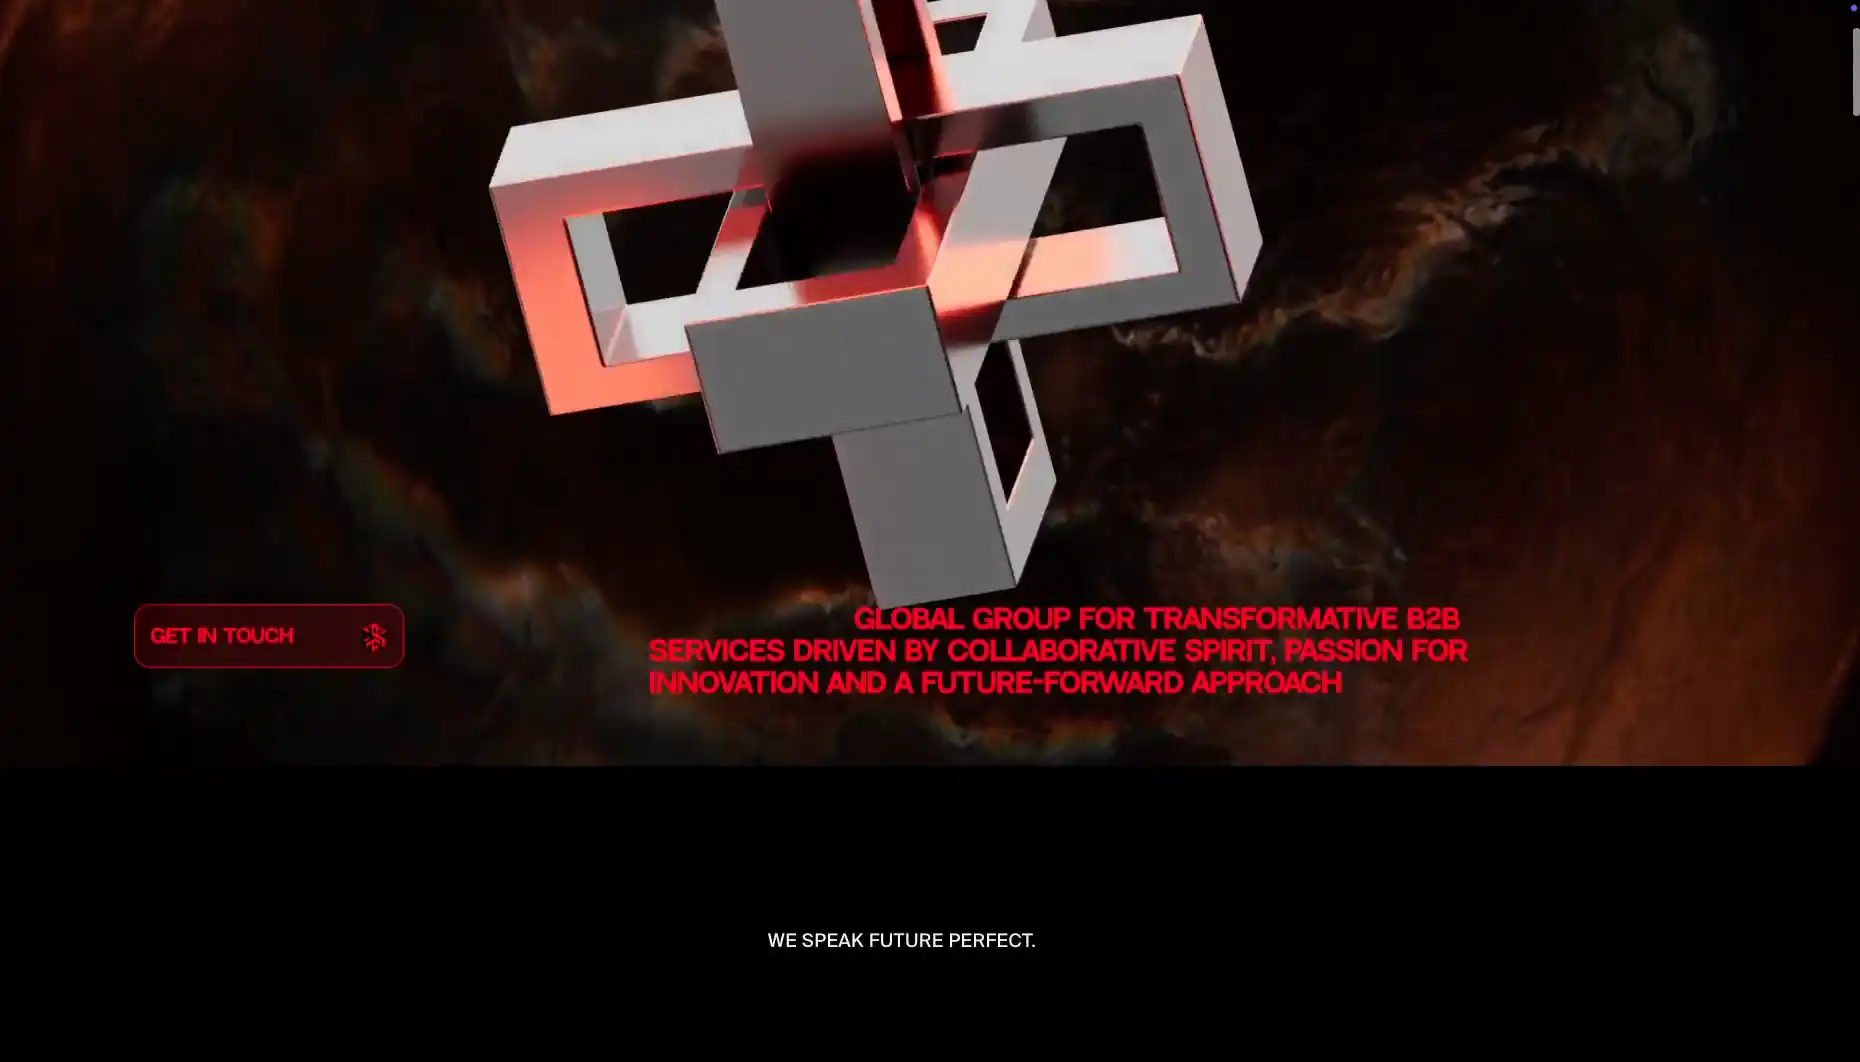 GET IN TOUCH
GLOBAL GROUP FOR TRANSFORMATIVE B2B
SERVICES DRIVEN BY COLLABORATIVE SPIRIT, PASSION FOR
INNOVATION AND A FUTURE-FORWARD APPROACH
WE SPEAK FUTURE PERFECT.